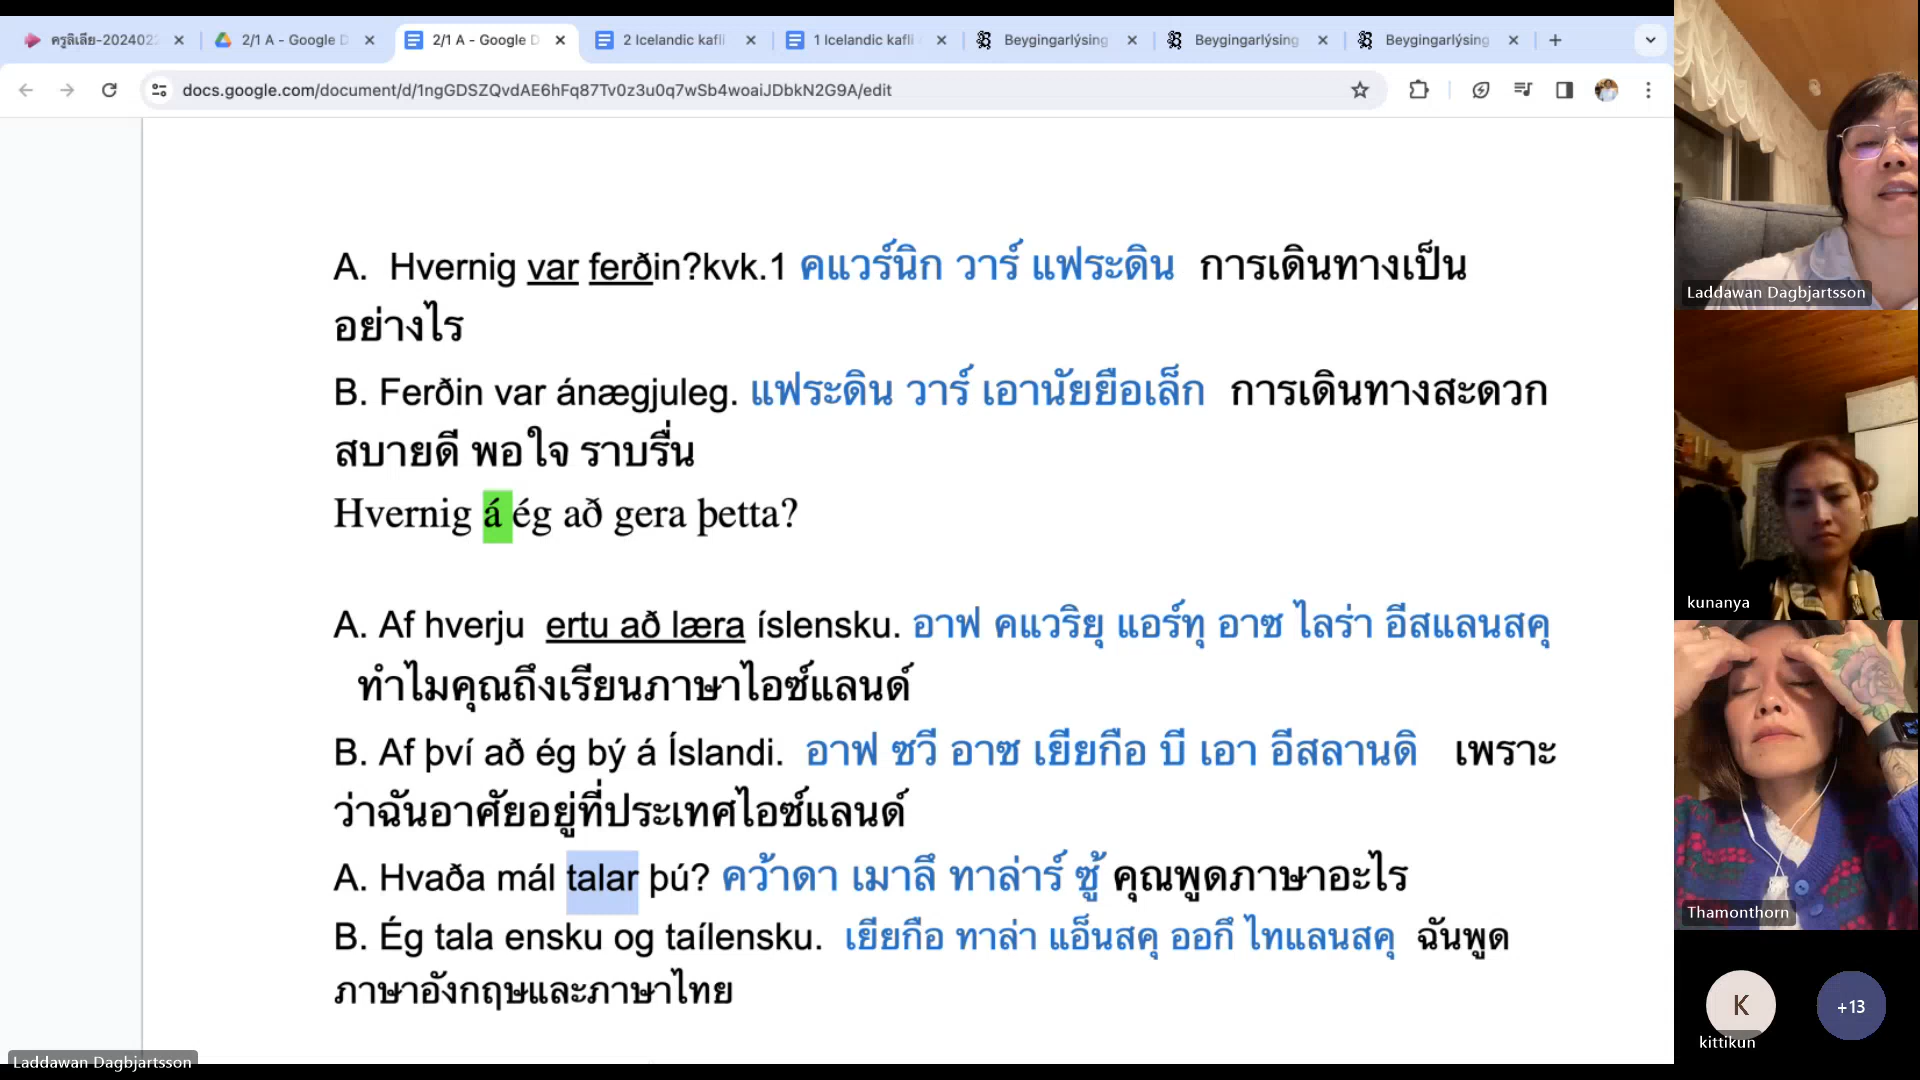 ครูลิเลีย-2024022
2/1 A - Google D
2/1 A - Google D
2 Icelandic kafli
1 Icelandic kafli
Beygingarlýsing
Beygingarlýsing
Beygingarlýsing
docs.google.com/document/d/1ngGDSZQvdAE6hFq87Tv0z3u0q7wSb4woaiJDbkN2G9A/edit
A. Hvernig var ferðin?kvk.1 คแวร์นิก วาร์ แฟระดิน การเดินทางเป็น
อย่างไร
B. Ferðin var ánægjuleg. แฟระดิน วาร์ เอานัยยือเล็ก การเดินทางสะดวก
สบายดี พอใจ ราบรื่น
Hvernig á ég að gera þetta?
A. Af hverju ertu að læra íslensku. อาฟ คแวริยุ แอร์ทุ อาซ ไลร่า อีสแลนสคุ
ทำไมคุณถึงเรียนภาษาไอซ์แลนด์
B. Af því að ég bý á Íslandi. อาฟ ซวี อาซ เยียกือ บี เอา อีสลานดิ เพราะ
ว่าฉันอาศัยอยู่ที่ประเทศไอซ์แลนด์
A. Hvaða mál talar þú? คว้าดา เมาลึ ทาล่าร์ ซู้ คุณพูดภาษาอะไร
B. Ég tala ensku og taílensku. เยียกือ ทาล่า แอ็นสคุ ออกึ ไทแลนสคุ ฉันพูด
ภาษาอังกฤษและภาษาไทย
Laddawan Dagbjartsson
Laddawan Dagbjartsson
kunanya
Thamonthorn
K
kittikun
+13